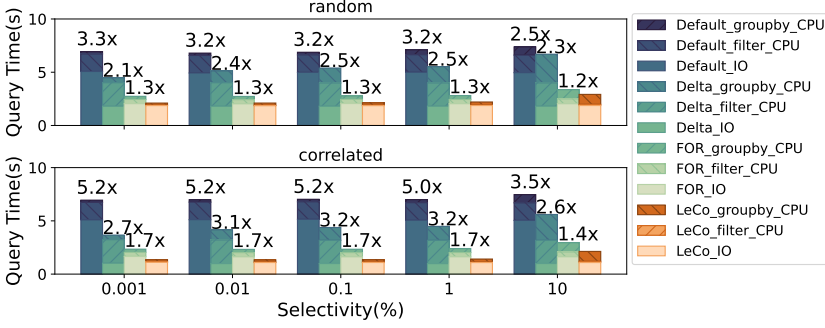 random
Query Time(s)
10
5
0
3.3x
2.1x
1.3x
3.2x
2.4x
1.3x
3.2x
2.5x
1.3x
3.2x
2.5x
1.3x
2.5x
2.3x
1.2x
correlated
Query Time(s)
10
5
0
5.2x
2.7x
1.7x
5.2x
3.1x
1.7x
5.2x
3.2x
1.7x
5.0x
3.2x
1.7x
3.5x
2.6x
1.4x
0.001
0.01
0.1
1
10
Selectivity(%)
Default_groupby_CPU
Default_filter_CPU
Default_IO
Delta_groupby_CPU
Delta_filter_CPU
Delta_IO
FOR_groupby_CPU
FOR_filter_CPU
FOR_IO
LeCo_groupby_CPU
LeCo_filter_CPU
LeCo_IO